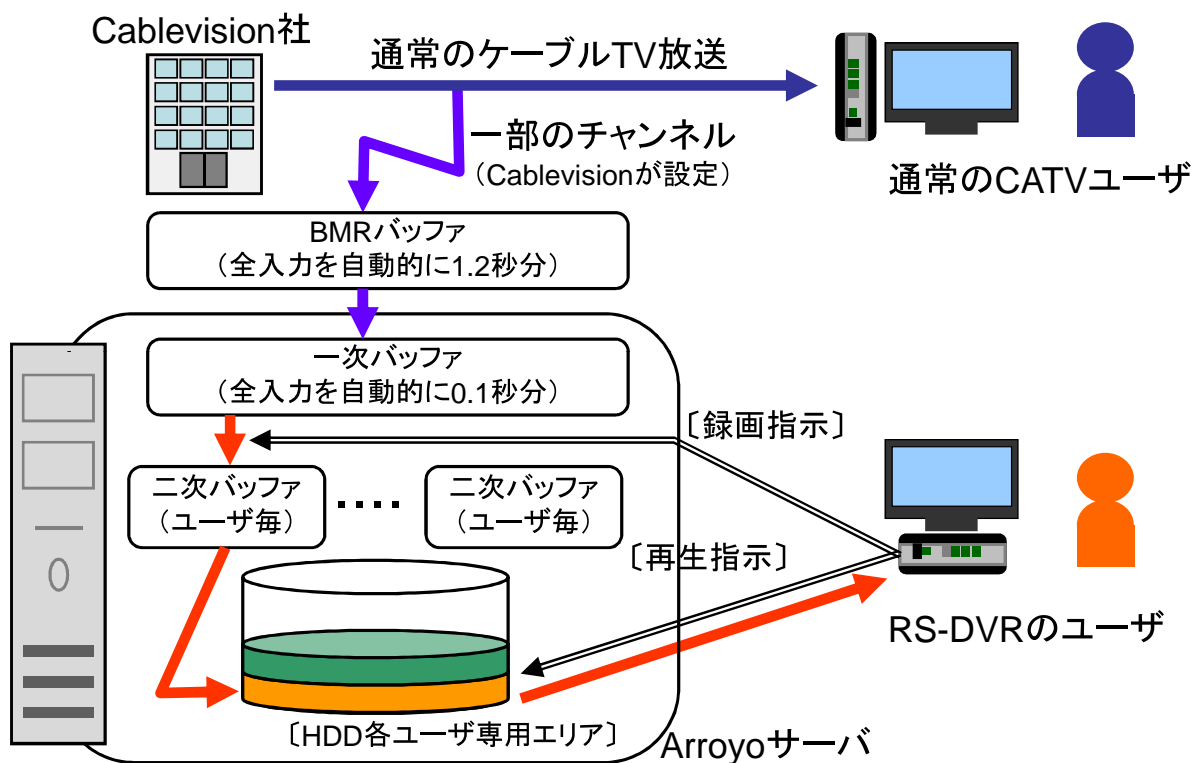 Cablevision社
通常のケーブルTV放送
一部のチャンネル
（Cablevisionが設定）
通常のCATVユーザ
BMRバッファ
（全入力を自動的に1.2秒分）
一次バッファ
（全入力を自動的に0.1秒分）
〔録画指示〕
二次バッファ
（ユーザ毎）
････
二次バッファ
（ユーザ毎）
〔再生指示〕
RS-DVRのユーザ
〔HDD各ユーザ専用エリア〕
Arroyoサーバ